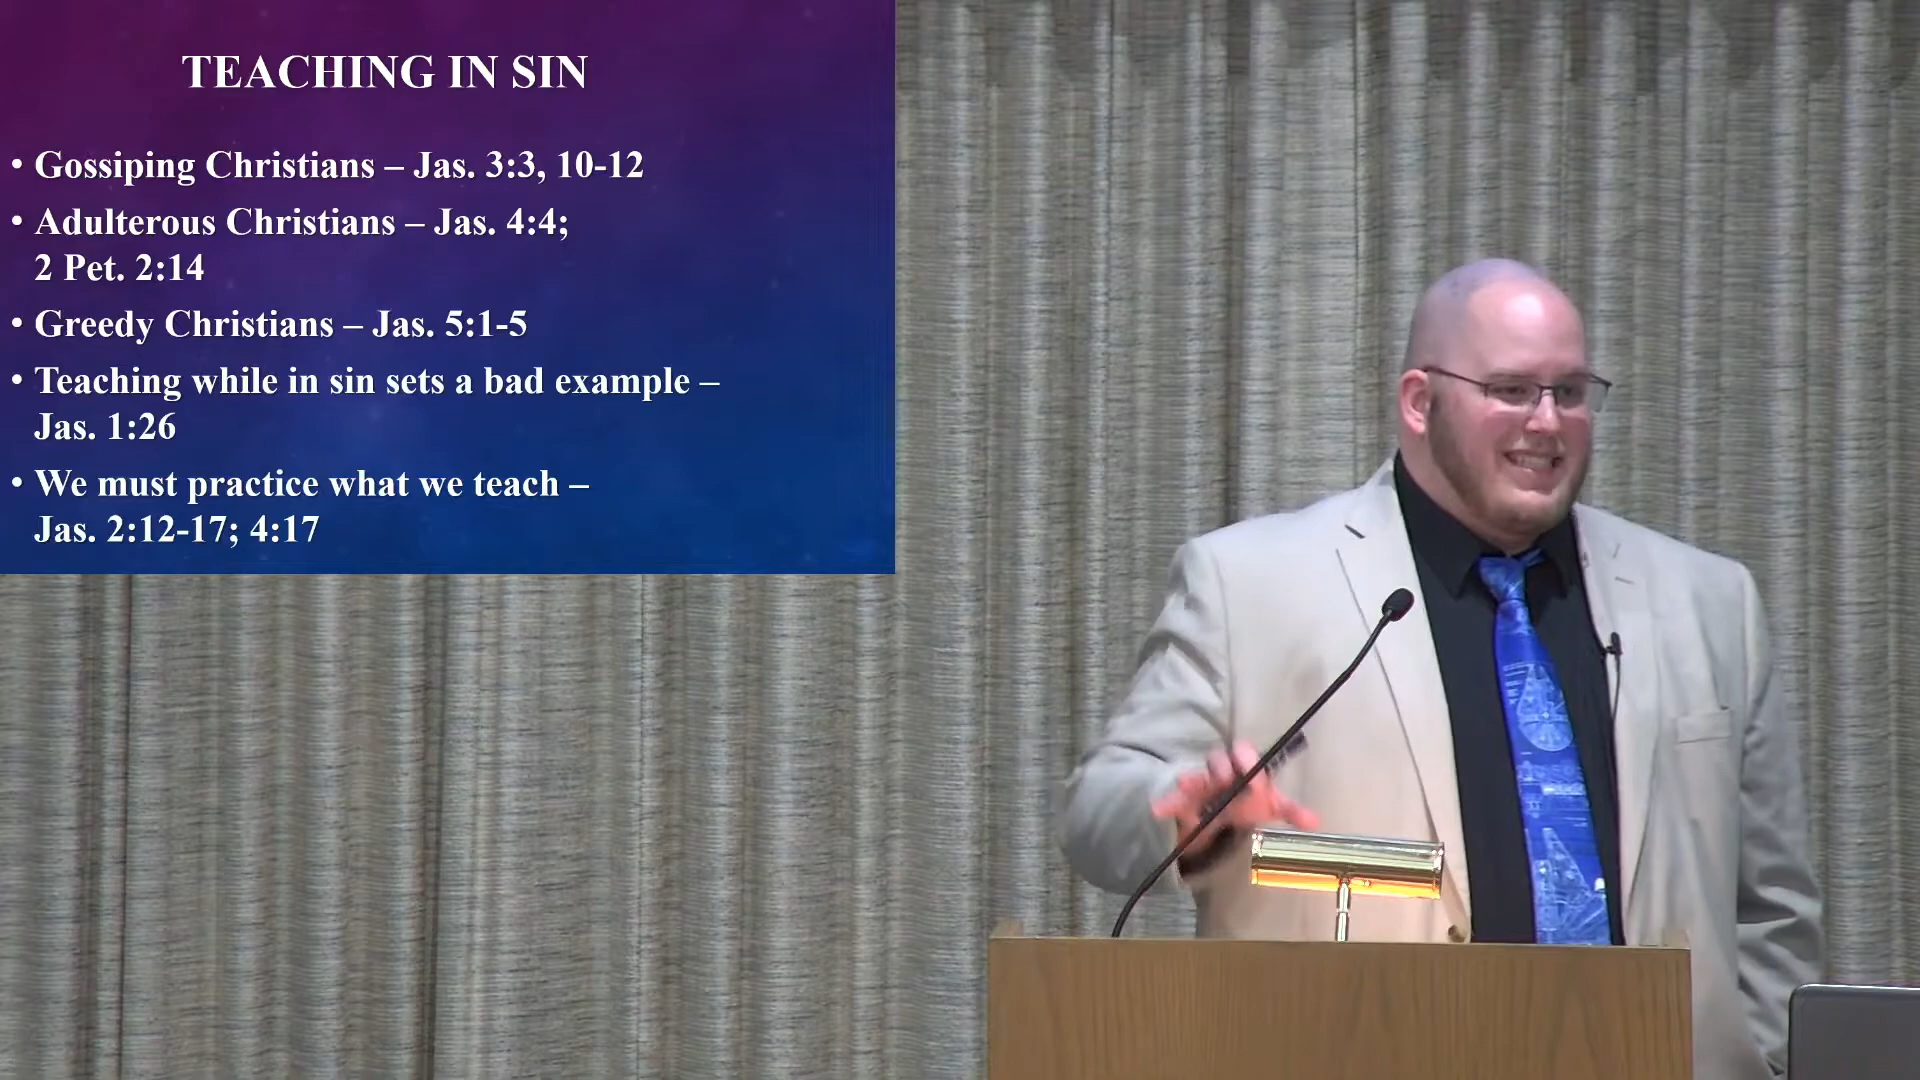 TEACHING IN SIN
• Gossiping Christians – Jas. 3:3, 10-12
• Adulterous Christians – Jas. 4:4;
2 Pet. 2:14
• Greedy Christians – Jas. 5:1-5
• Teaching while in sin sets a bad example –
Jas. 1:26
• We must practice what we teach –
Jas. 2:12-17; 4:17